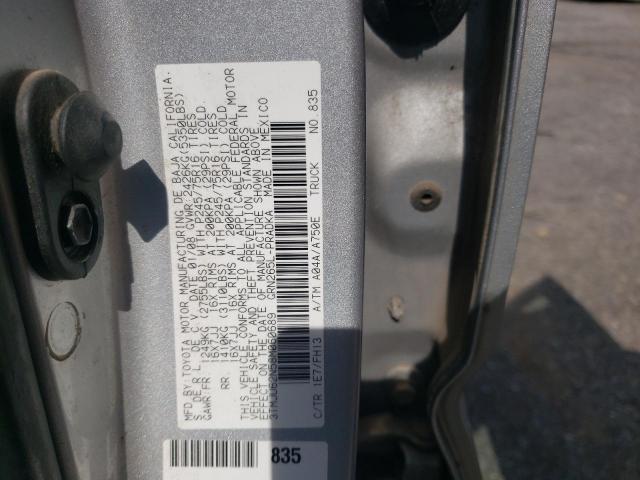 MFD BY:TOYOTA MOTOR MANUFACTURING DE BAJA CALIFORNIA.
S. DE R.L. DE C.V. DATE 01/08 GVWR 2426KG(5350LBS)
GAWR:FR 1249KG (2755LBS) WITH P245/75R16 TIRES
16X7JJ 16X RIMS AT 200KPA (29PSI) COLD.
RR. 1410KG (3110LBS) WITH P245/75R16 TIRES
16X7JJ 16X RIMS AT 200KPA (29PSI) COLD.
THIS VEHICLE CONFORMS TO ALL APPLICABLE FEDERAL MOTOR
VEHICLE SAFETY AND THEFT PREVENTION STANDARDS IN
EFFECT ON THE DATE OF MANUFACTURE SHOWN ABOVE.
3TMJU62N58M060689 GRN265L-PRADKA MADE IN MEXICO
C/TR 1E7/FH13 A/TM A04A/A750E TRUCK NO. 835
835